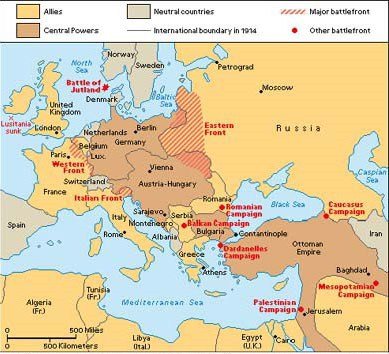 Allies
Neutral countries
Major battlefront
Central Powers
International boundary in 1914
Other battlefront
Norway
Sweden
North
Sea
Battle of
Jutland
Baltic
Sea
Petrograd
Moscow
Denmark
Lusitania
sunk
United
Kingdom
London
Netherlands
Berlin
Germany
Eastern
Front
Russia
Belgium
Paris
Lux.
Western
Front
Vienna
Switzerland
Austria-Hungary
France
Italian Front
Romania
Caspian
Sea
Sarajevo
Serbia
Romanian
Campaign
Black Sea
Caucasus
Campaign
Spain
Italy
Montenegro
Balkan Campaign
Bulgaria
Rome
Albania
Constantinople
Iran
Greece
Dardanelles
Campaign
Ottoman
Empire
Athens
Baghdad
Algeria
(Fr.)
Tunisia
(Fr.)
Mediterranean Sea
Palestinian
Campaign
Jerusalem
Mesopotamian
Campaign
0 500 Miles
0 500 Kilometers
Libya
(Ital.)
Egypt
(U.K.)
Cairo
Arabia